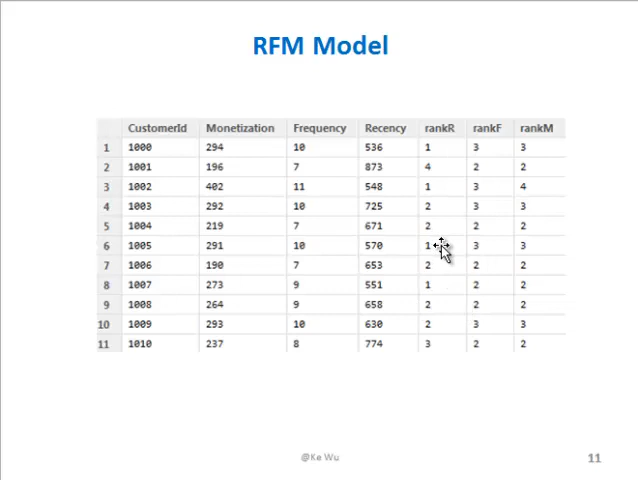 RFM Model
CustomerId Monetization Frequency Recency rankR rankF rankM
1 1000 294 10 536 1 3 3
2 1001 196 7 873 4 2 2
3 1002 402 11 548 1 3 4
4 1003 292 10 725 2 3 3
5 1004 219 7 671 2 2 2
6 1005 291 10 570 1 3 3
7 1006 190 7 653 2 2 2
8 1007 273 9 551 1 2 2
9 1008 264 9 658 2 2 2
10 1009 293 10 630 2 3 3
11 1010 237 8 774 3 2 2
@Ke Wu
11